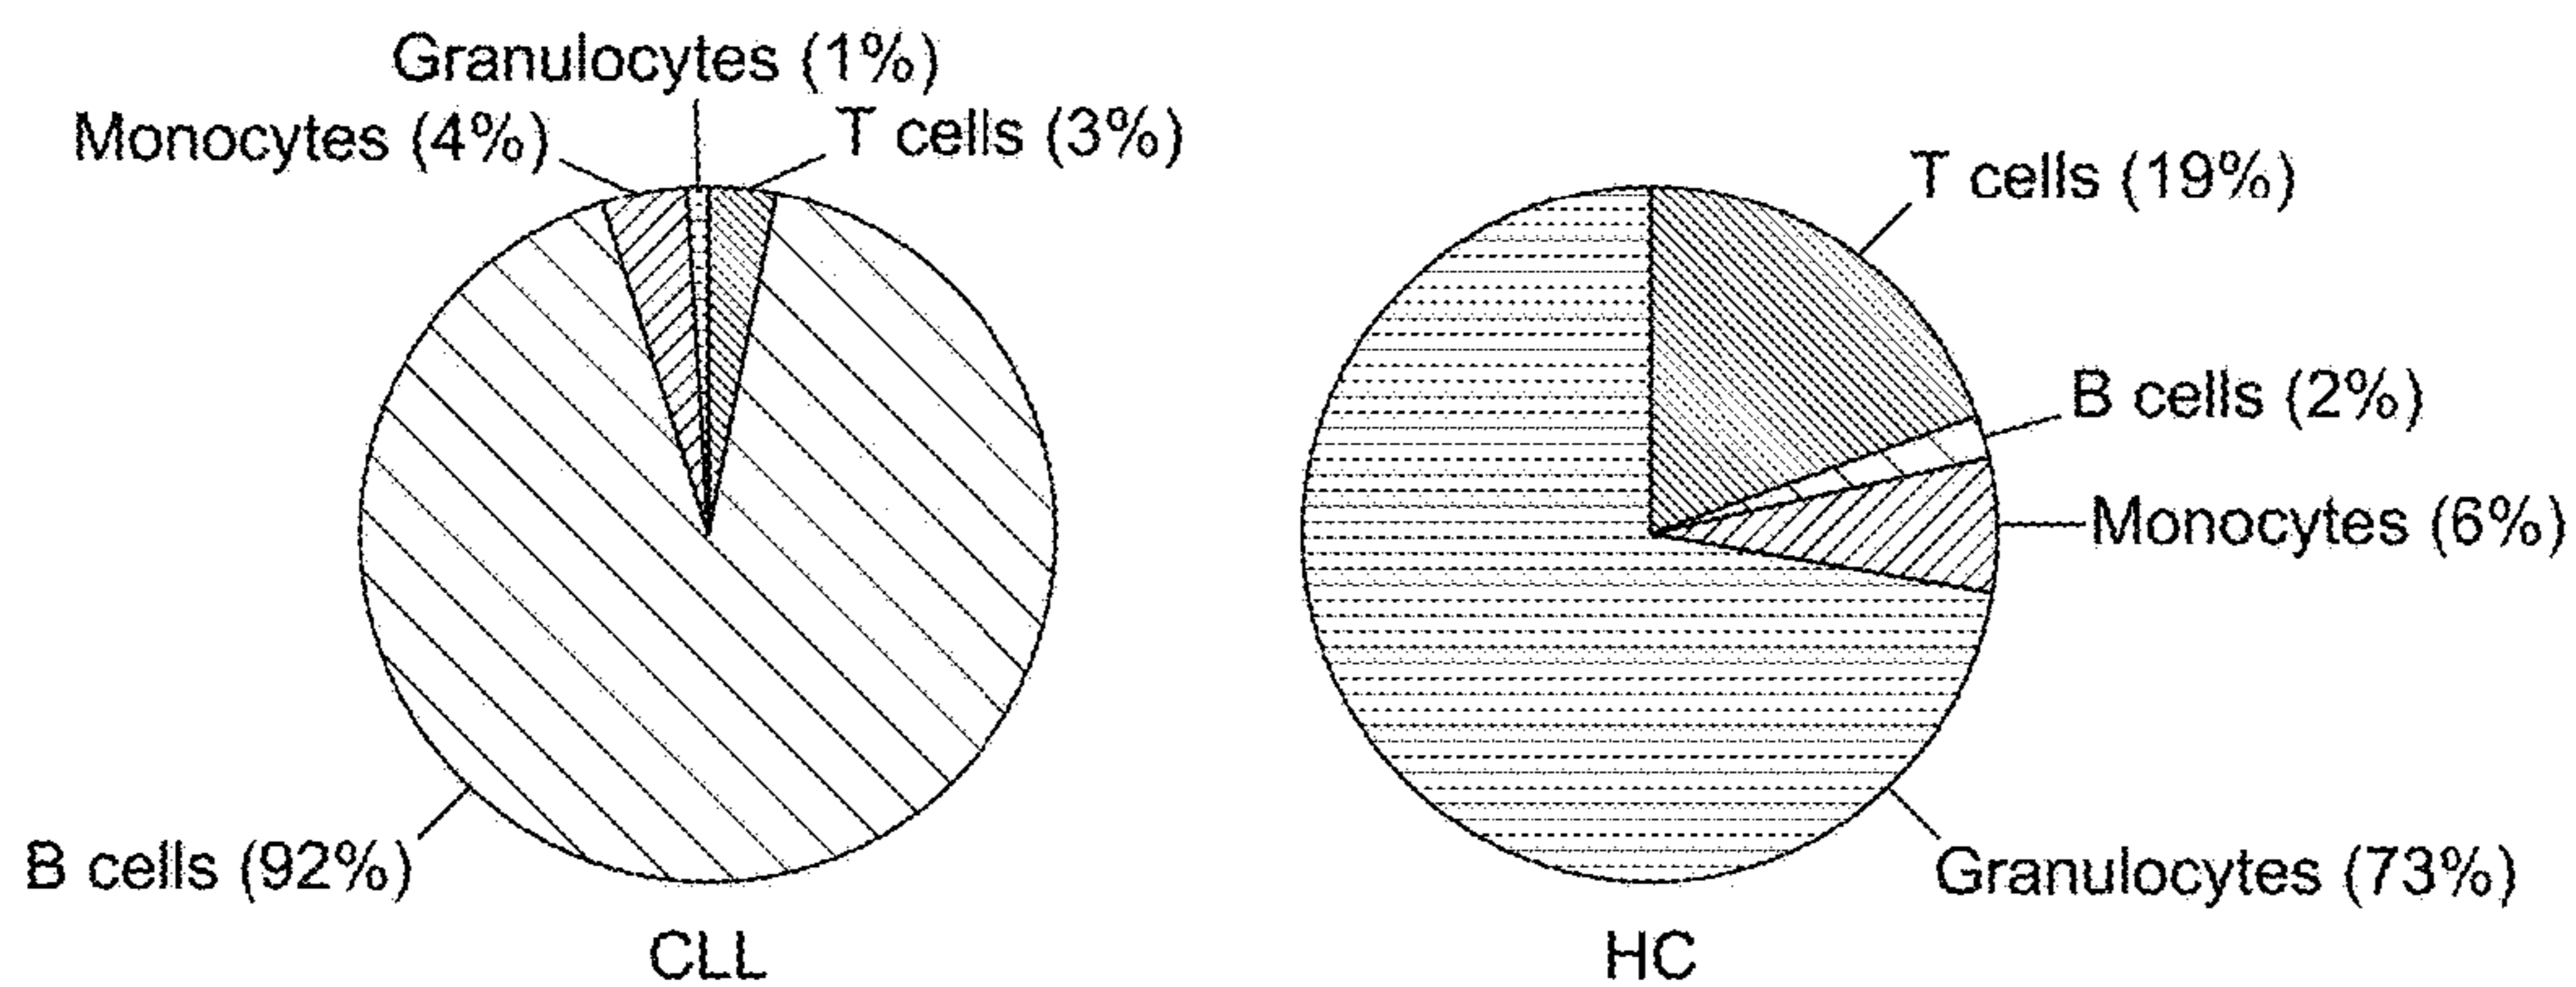 Granulocytes (1%)
Monocytes (4%)
T cells (3%)
B cells (92%)
CLL
T cells (19%)
B cells (2%)
Monocytes (6%)
Granulocytes (73%)
HC